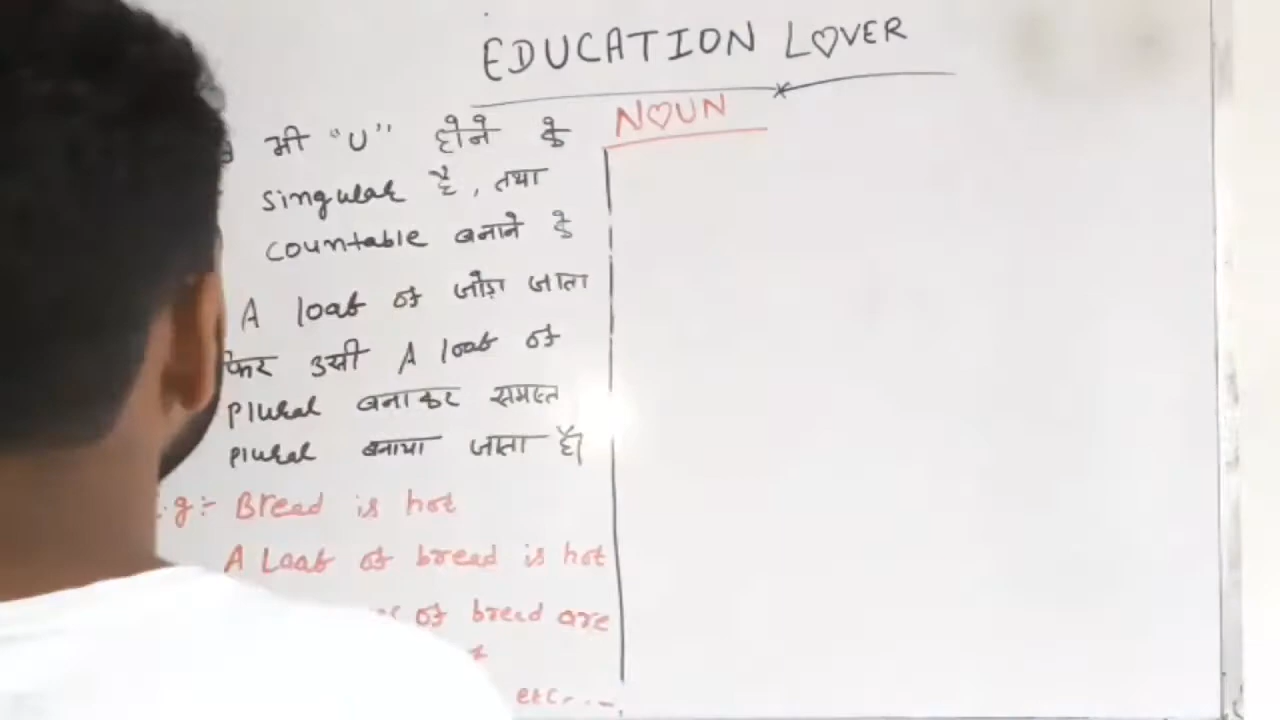 EDUCATION LOVER
NOUN
भी "U" होने के
singular है, तथा
countable बनाने के
A loaf of जोड़ा जाता
फिर उसी A loaf of
plural बनाकर समस्त
plural बनाया जाता है।
.g :- Bread is hot
A Loaf of bread is hot
of bread are
etc....